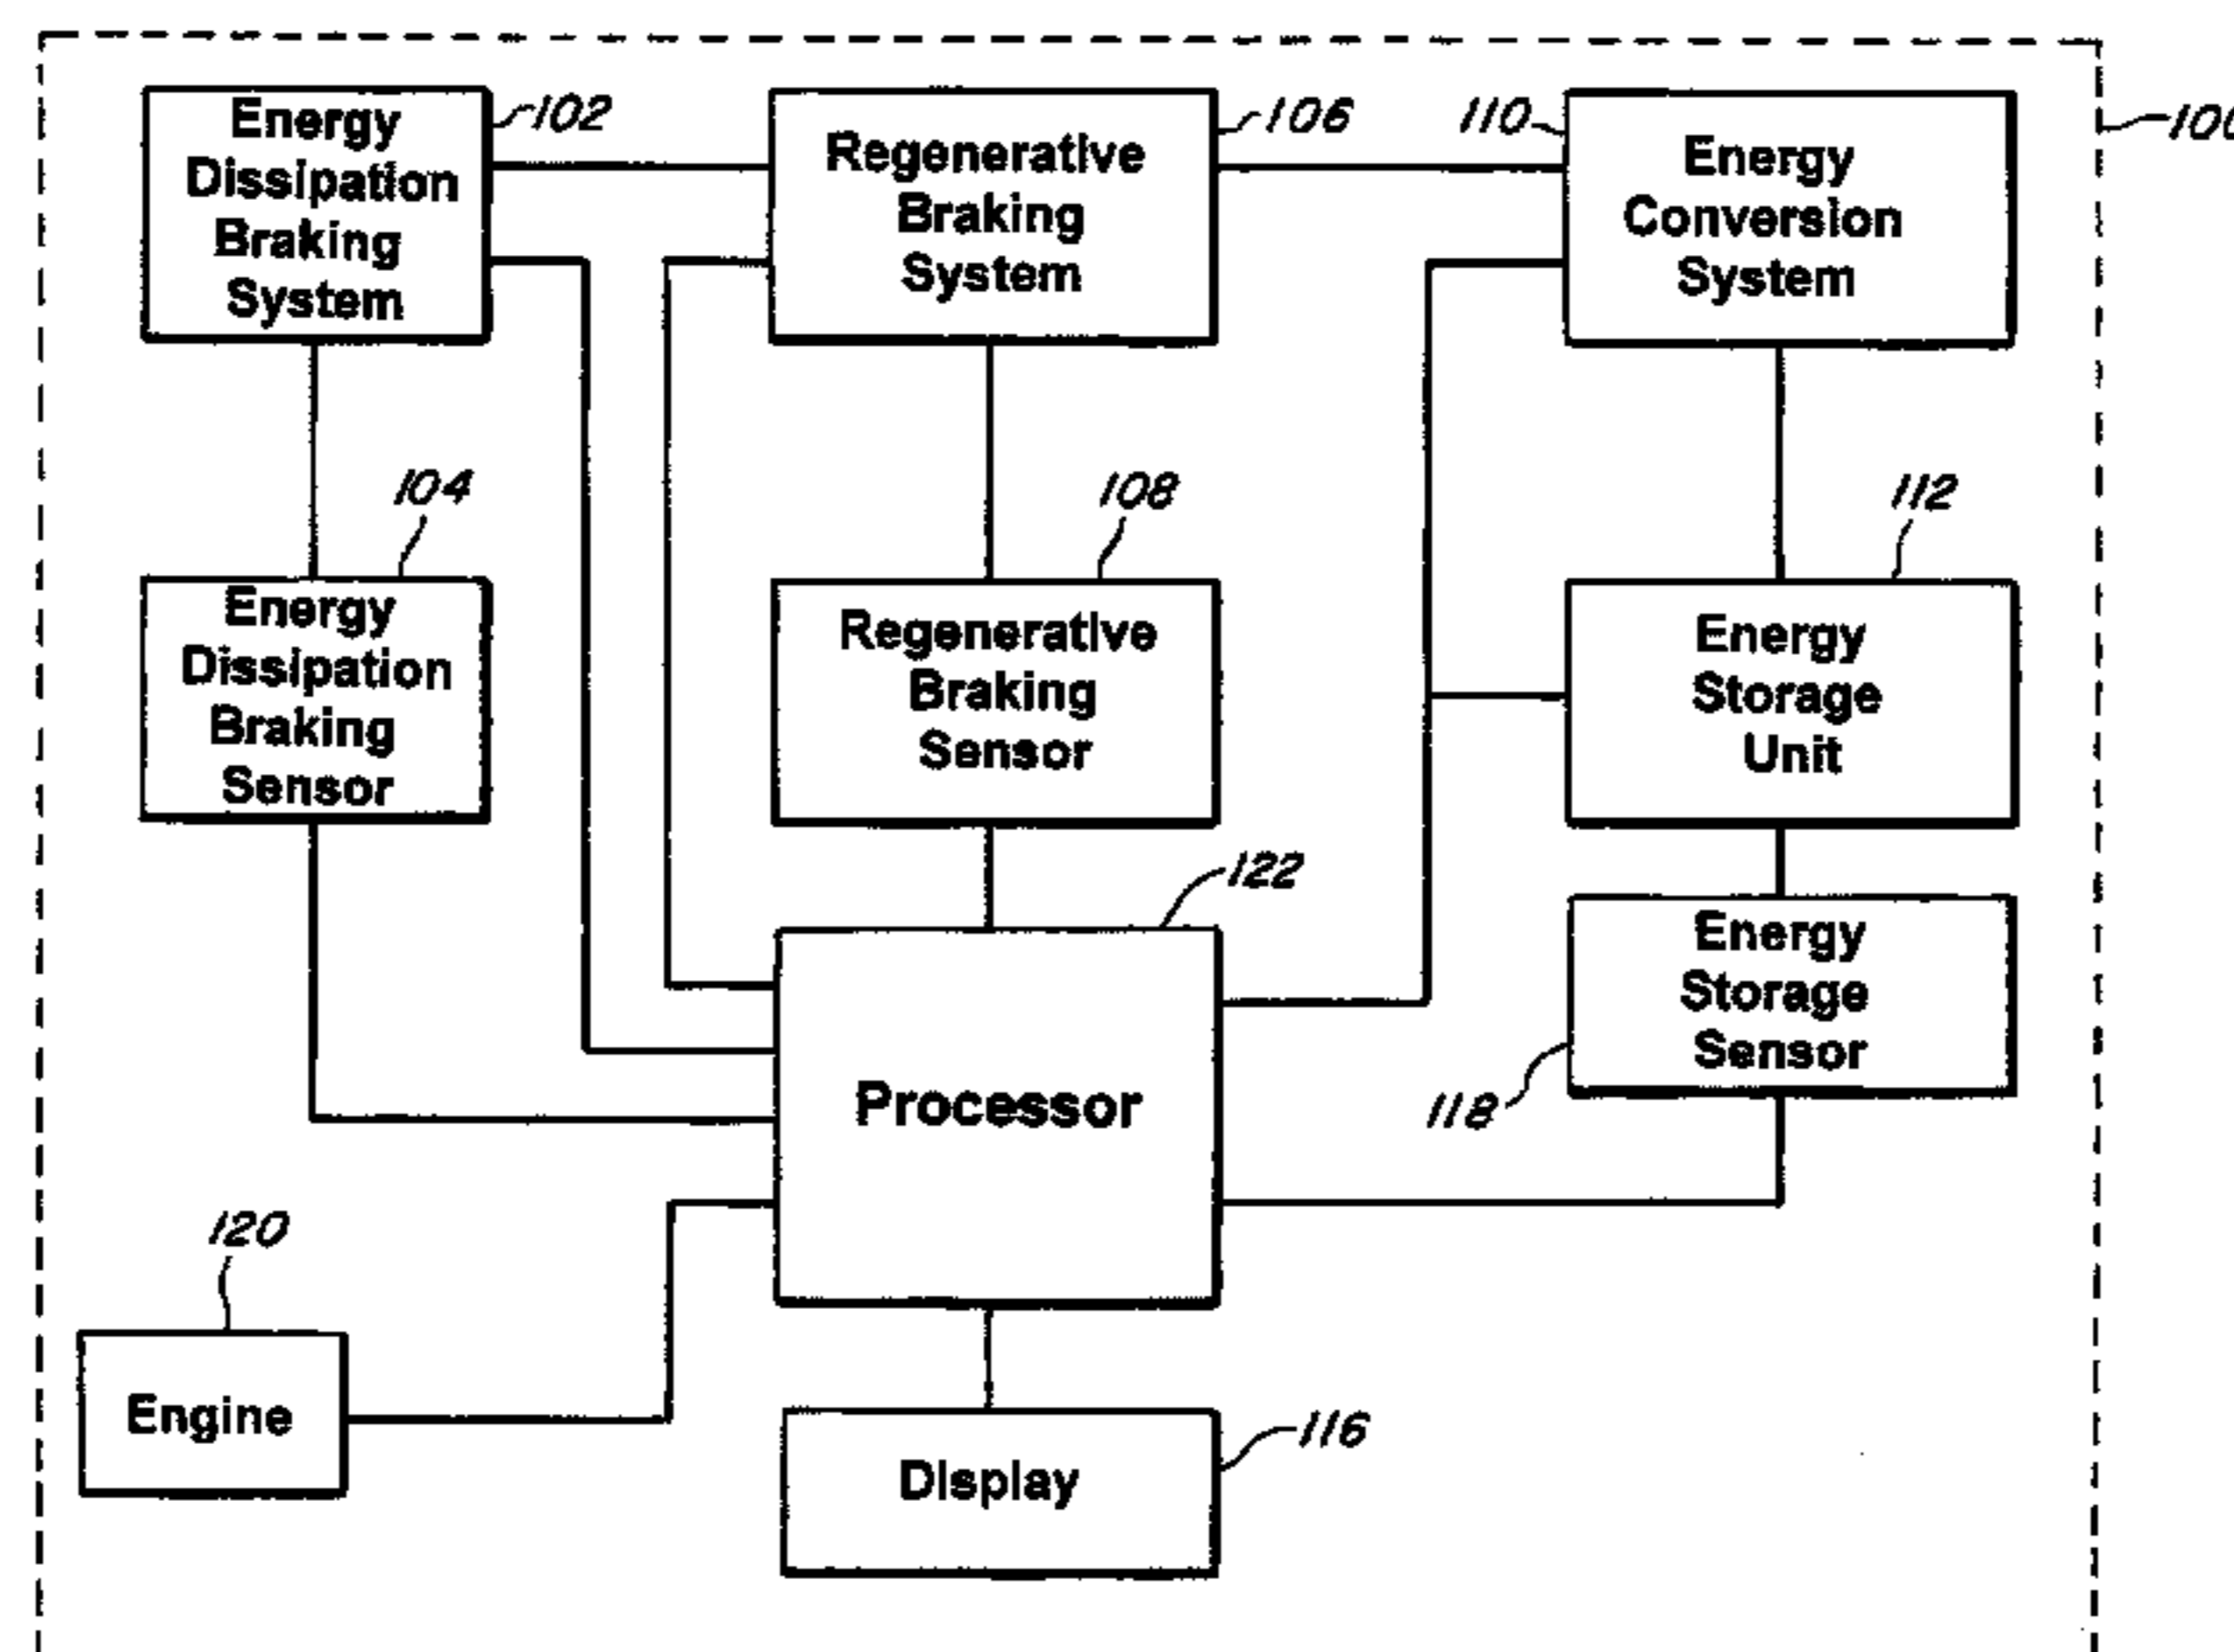 Energy
Dissipation
Braking
System
102
Regenerative
Braking
System
106
110
Energy
Conversion
System
100
104
Energy
Dissipation
Braking
Sensor
108
Regenerative
Braking
Sensor
112
Energy
Storage
Unit
122
Processor
Energy
Storage
Sensor
118
120
Engine
Display
116